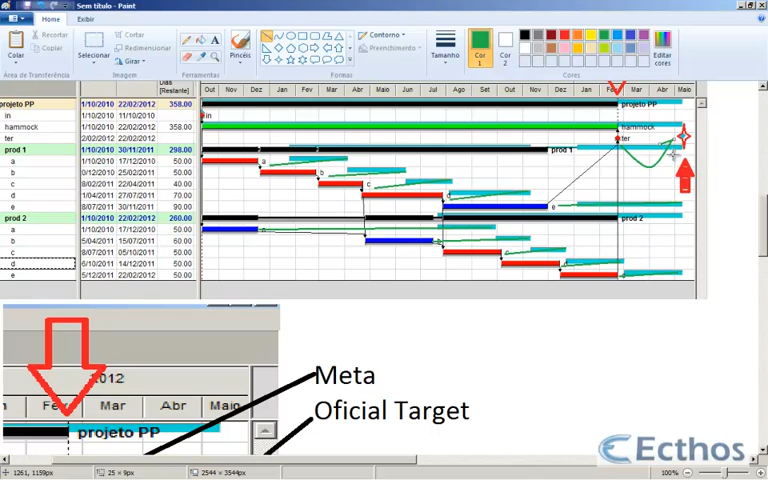 Sem título - Paint
Home Exibir
Colar Recortar Copiar
Selecionar Cortar Redimensionar Girar
Pincéis
Contorno
Preenchimento
Tamanho
Cor 1
Cor 2
Editar cores
Área de Transferência Imagem Ferramentas Formas Cores
Dias [Restante] Out Nov Dez Jan Fev Mar Abr Mai Jun Jul Ago Set Out Nov Dez Jan Fe Mar Abr Maio
projeto PP 1/10/2010 22/02/2012 358.00 projeto PP
in 1/10/2010 11/10/2010 in
hammock 1/10/2010 22/02/2012 358.00 hammock
ter 2/02/2012 22/02/2012 ter
prod 1 1/10/2010 30/11/2011 298.00 prod 1
a 1/10/2010 17/12/2010 50.00 a
b 0/12/2010 25/02/2011 50.00 b
c 8/02/2011 22/04/2011 40.00 c
d 1/04/2011 27/07/2011 70.00 d
e 8/07/2011 30/11/2011 90.00 e
prod 2 1/10/2010 22/02/2012 260.00 prod 2
a 1/10/2010 17/12/2010 50.00 a
b 5/04/2011 15/07/2011 60.00 b
c 8/07/2011 05/10/2011 50.00 c
d 6/10/2011 14/12/2011 50.00 d
e 5/12/2011 22/02/2012 50.00 e
2012
Fev Mar Abr Maio
projeto PP
Meta
Oficial Target
Ecthos
1261, 1159px 25 × 9px 2544 × 3544px 100%